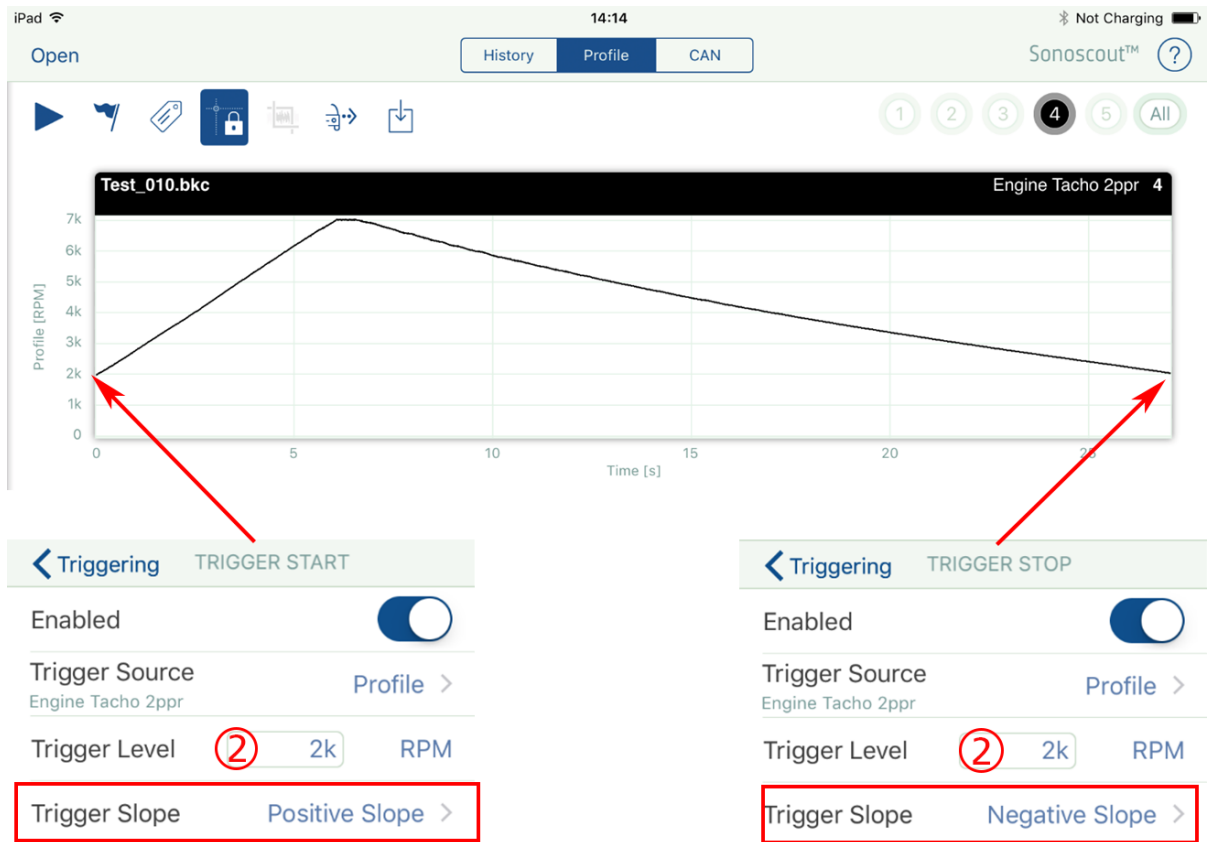 iPad 14:14 Not Charging
Open History Profile CAN Sonoscout™ ?
1 2 3 4 5 All
Test_010.bkc Engine Tacho 2ppr 4
7k
6k
5k
4k
3k
2k
1k
0
Profile [RPM]
0 5 10 15 20 25
Time [s]
Triggering TRIGGER START
Enabled
Trigger Source Profile
Engine Tacho 2ppr
Trigger Level ② 2k RPM
Trigger Slope Positive Slope
Triggering TRIGGER STOP
Enabled
Trigger Source Profile
Engine Tacho 2ppr
Trigger Level ② 2k RPM
Trigger Slope Negative Slope